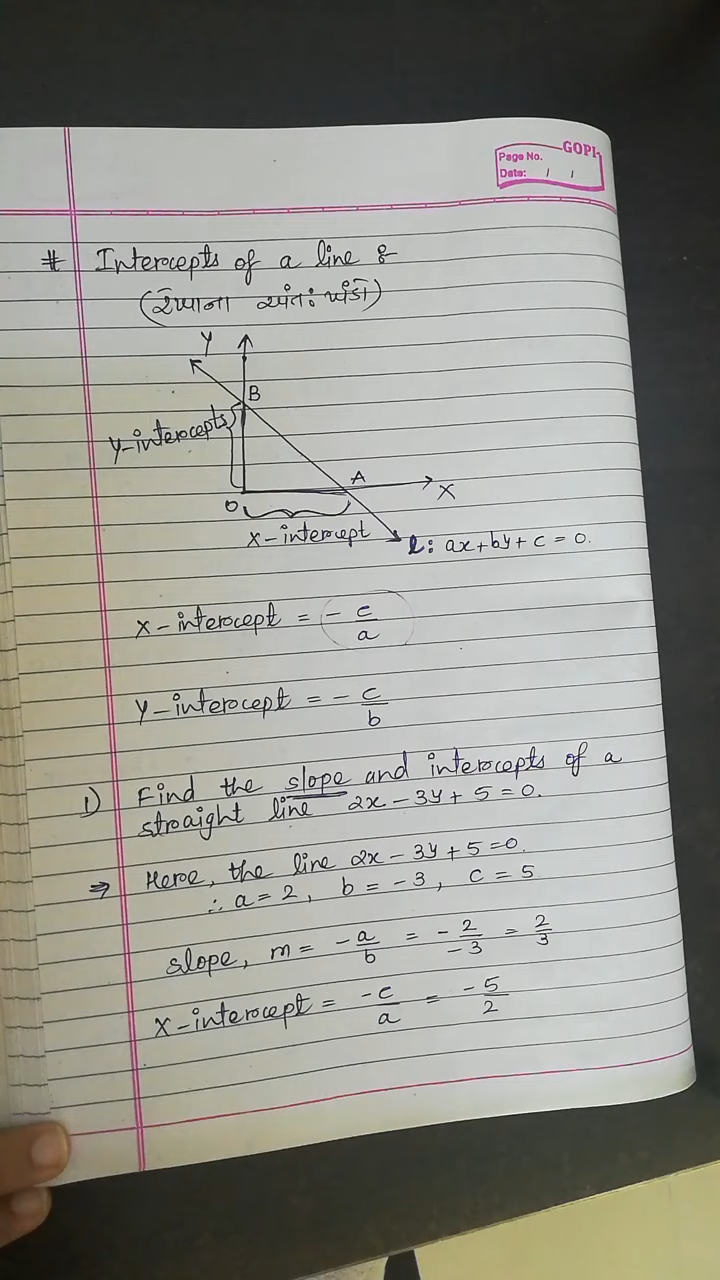 GOPI
Page No.
Date: / /
# Intercepts of a line :
(રેખાના અંતઃખંડો)
Y
B
Y-intercepts
A
X
O
X-intercept
l: ax+by+c=0.
X-intercept = -c/a
Y-intercept = -c/b
1) Find the slope and intercepts of a
straight line 2x-3y+5=0.
⇒ Here, the line 2x-3y+5=0.
∴ a=2, b=-3, c=5
slope, m = -a/b = -2/-3 = 2/3
X-intercept = -c/a = -5/2